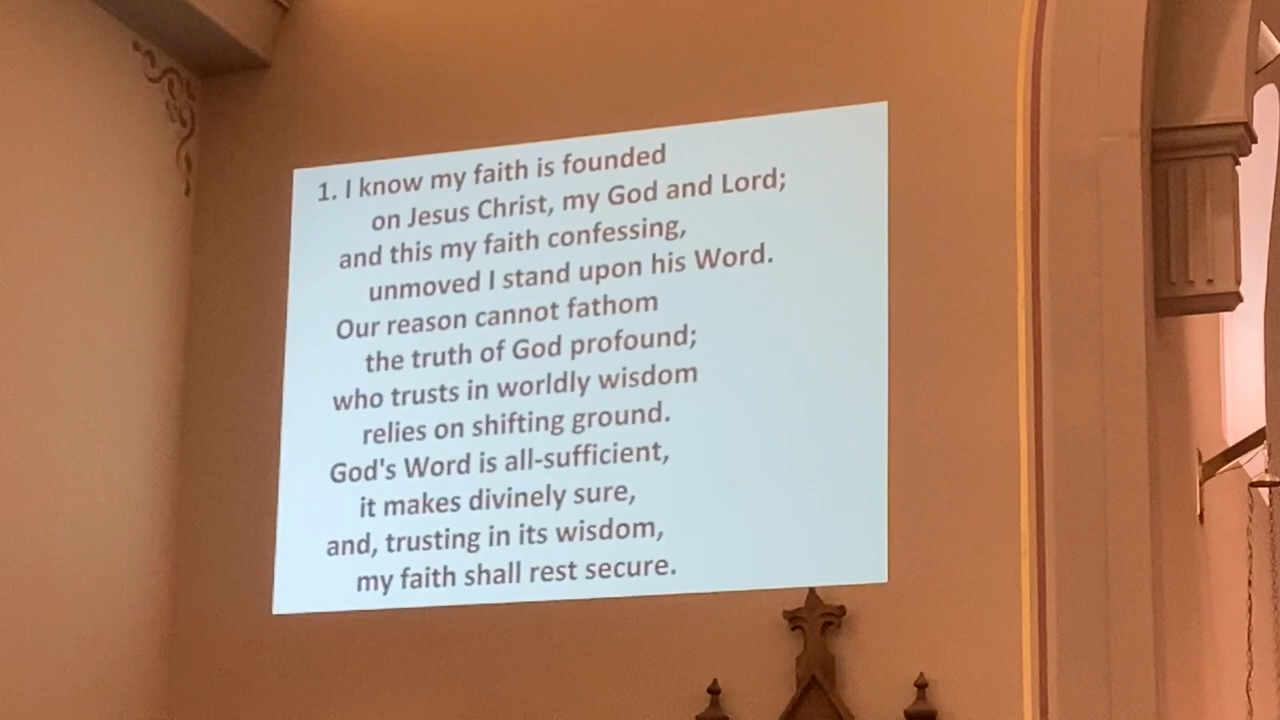 1. I know my faith is founded
on Jesus Christ, my God and Lord;
and this my faith confessing,
unmoved I stand upon his Word.
Our reason cannot fathom
the truth of God profound;
who trusts in worldly wisdom
relies on shifting ground.
God's Word is all-sufficient,
it makes divinely sure,
and, trusting in its wisdom,
my faith shall rest secure.